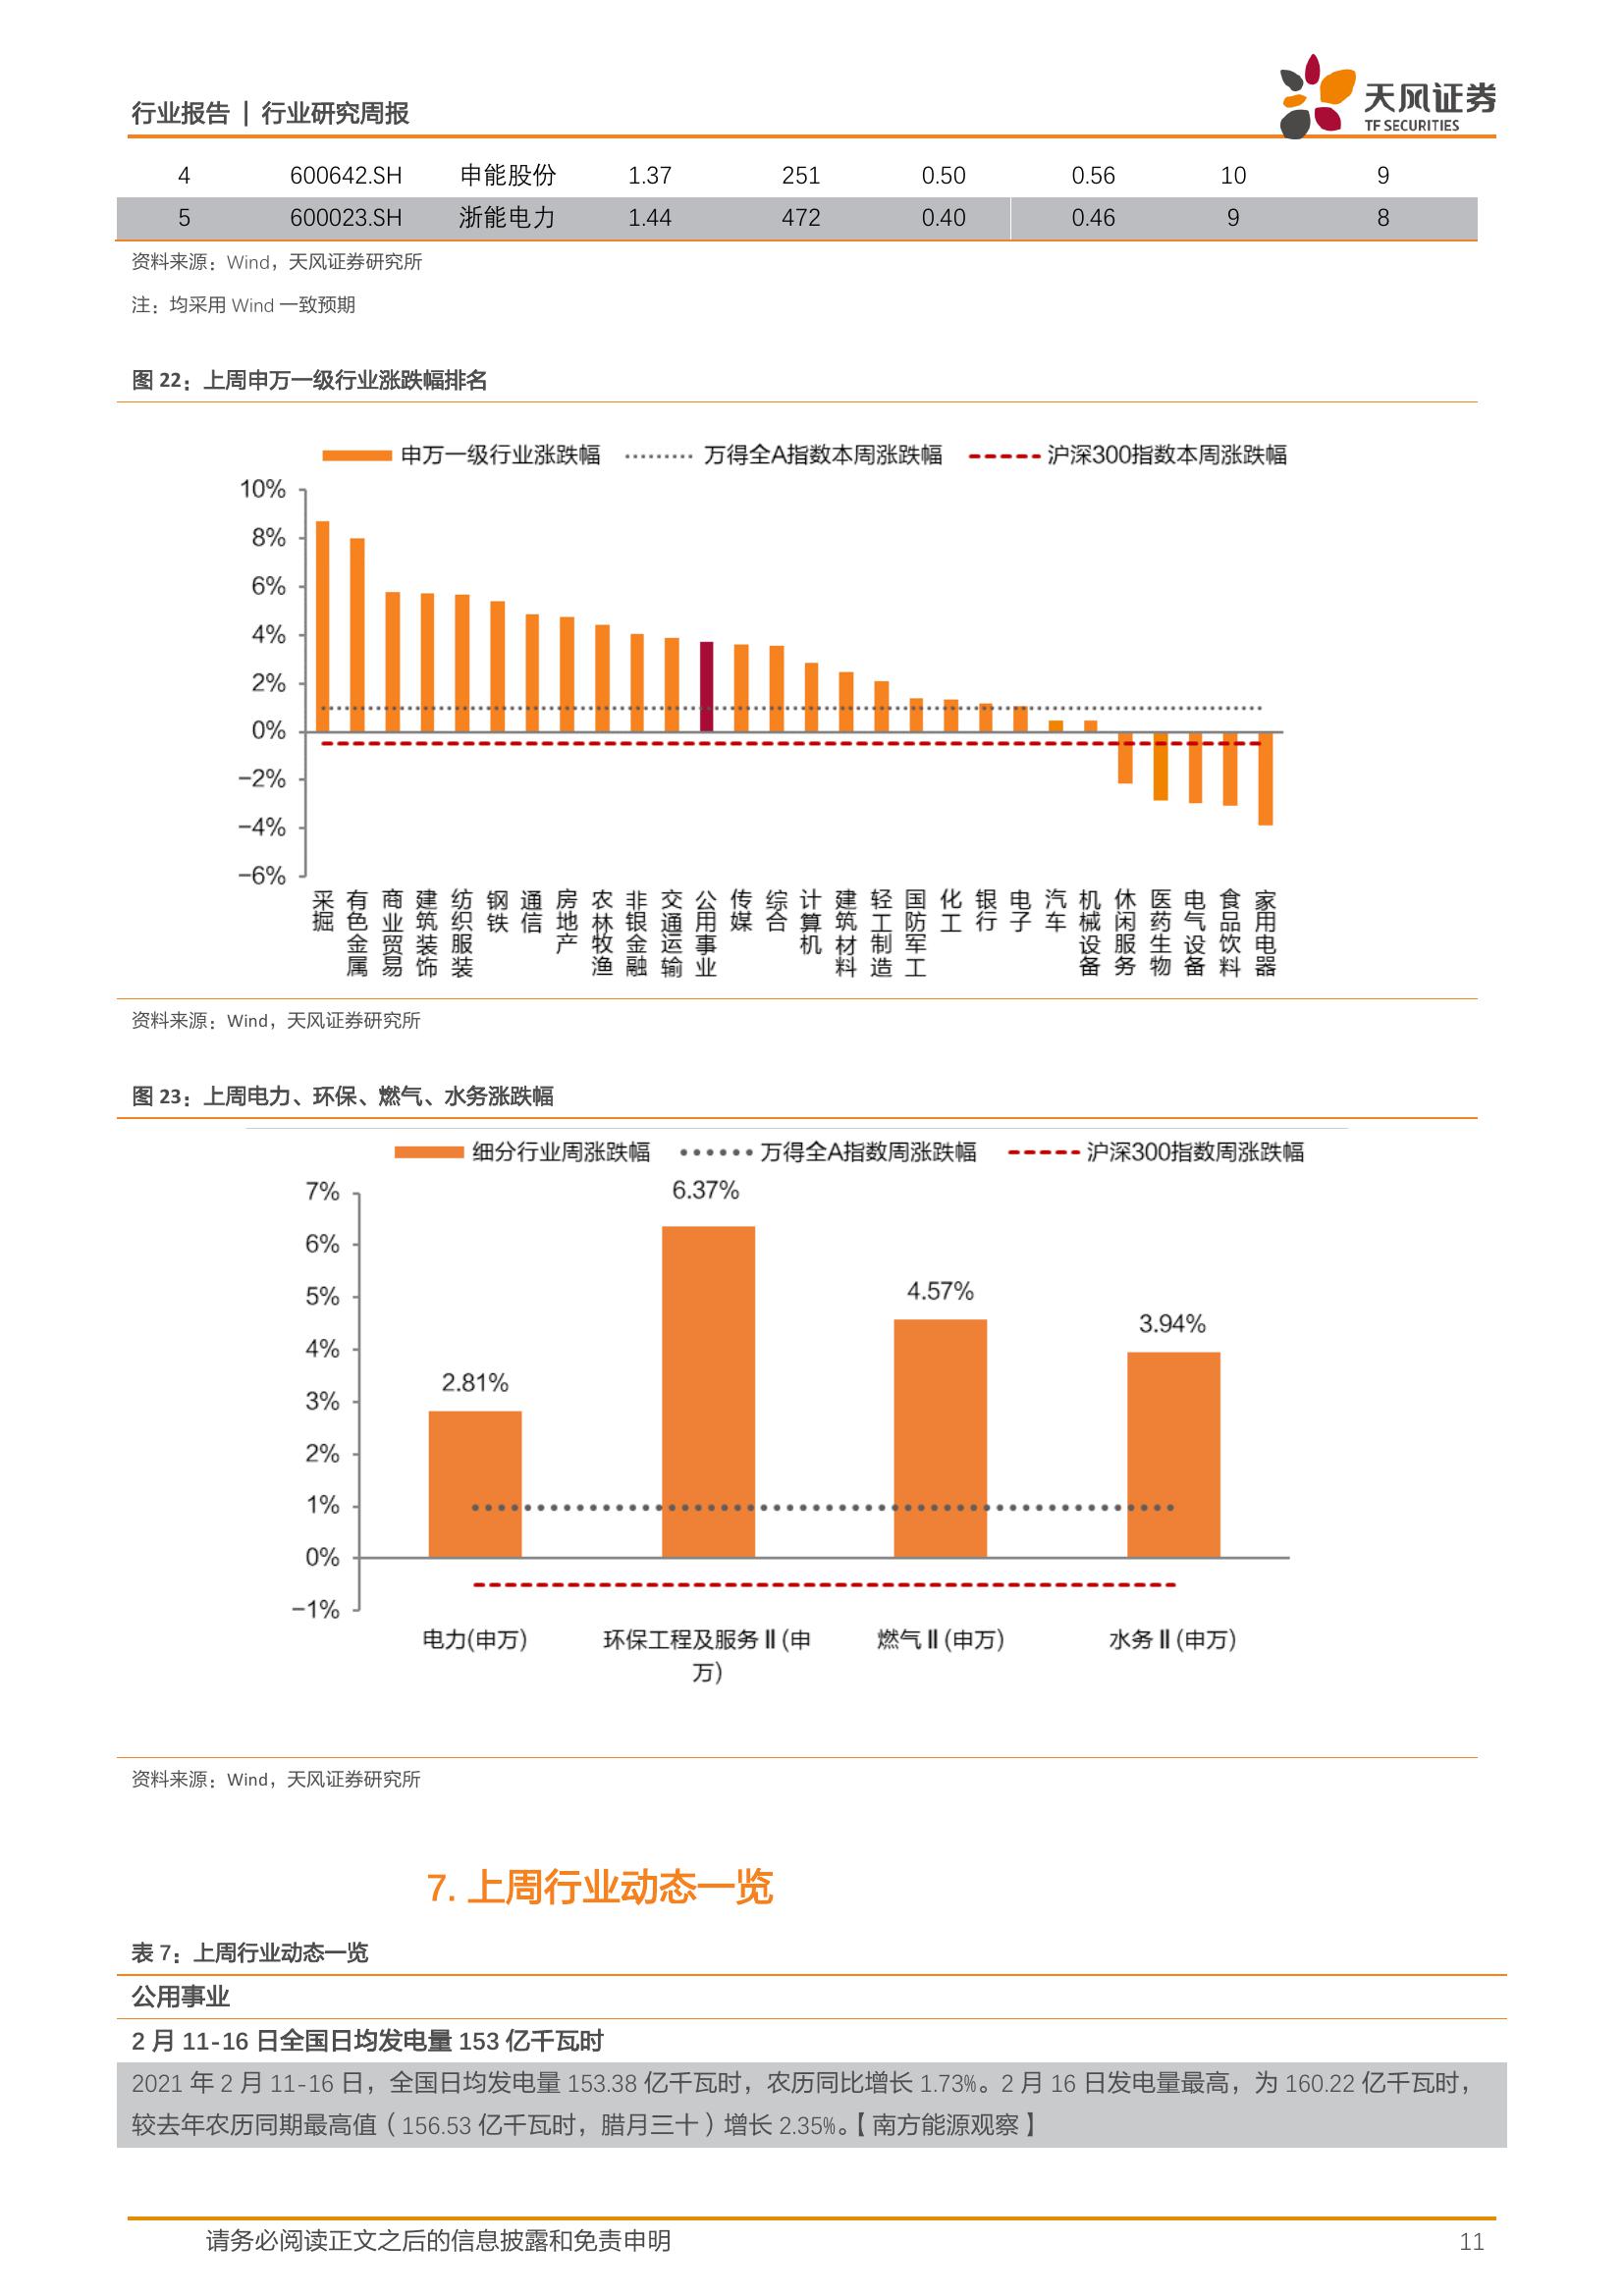 行业报告 | 行业研究周报
天风证券
TF SECURITIES
4 600642.SH 申能股份 1.37 251 0.50 0.56 10 9
5 600023.SH 浙能电力 1.44 472 0.40 0.46 9 8
资料来源：Wind，天风证券研究所
注：均采用 Wind 一致预期
图 22：上周申万一级行业涨跌幅排名
申万一级行业涨跌幅 万得全A指数本周涨跌幅 沪深300指数本周涨跌幅
10%
8%
6%
4%
2%
0%
-2%
-4%
-6%
采掘
有色金属
商业贸易
建筑装饰
纺织服装
钢铁
通信
房地产
农林牧渔
非银金融
交通运输
公用事业
传媒
综合
计算机
建筑材料
轻工制造
国防军工
化工
银行
电子
汽车
机械设备
休闲服务
医药生物
电气设备
食品饮料
家用电器
资料来源：Wind，天风证券研究所
图 23：上周电力、环保、燃气、水务涨跌幅
细分行业周涨跌幅 万得全A指数周涨跌幅 沪深300指数周涨跌幅
7%
6%
5%
4%
3%
2%
1%
0%
-1%
2.81%
6.37%
4.57%
3.94%
电力(申万)
环保工程及服务Ⅱ(申
万)
燃气Ⅱ(申万)
水务Ⅱ(申万)
资料来源：Wind，天风证券研究所
7. 上周行业动态一览
表 7：上周行业动态一览
公用事业
2 月 11-16 日全国日均发电量 153 亿千瓦时
2021 年 2 月 11-16 日，全国日均发电量 153.38 亿千瓦时，农历同比增长 1.73%。2 月 16 日发电量最高，为 160.22 亿千瓦时，
较去年农历同期最高值（156.53 亿千瓦时，腊月三十）增长 2.35%。【南方能源观察】
请务必阅读正文之后的信息披露和免责申明
11